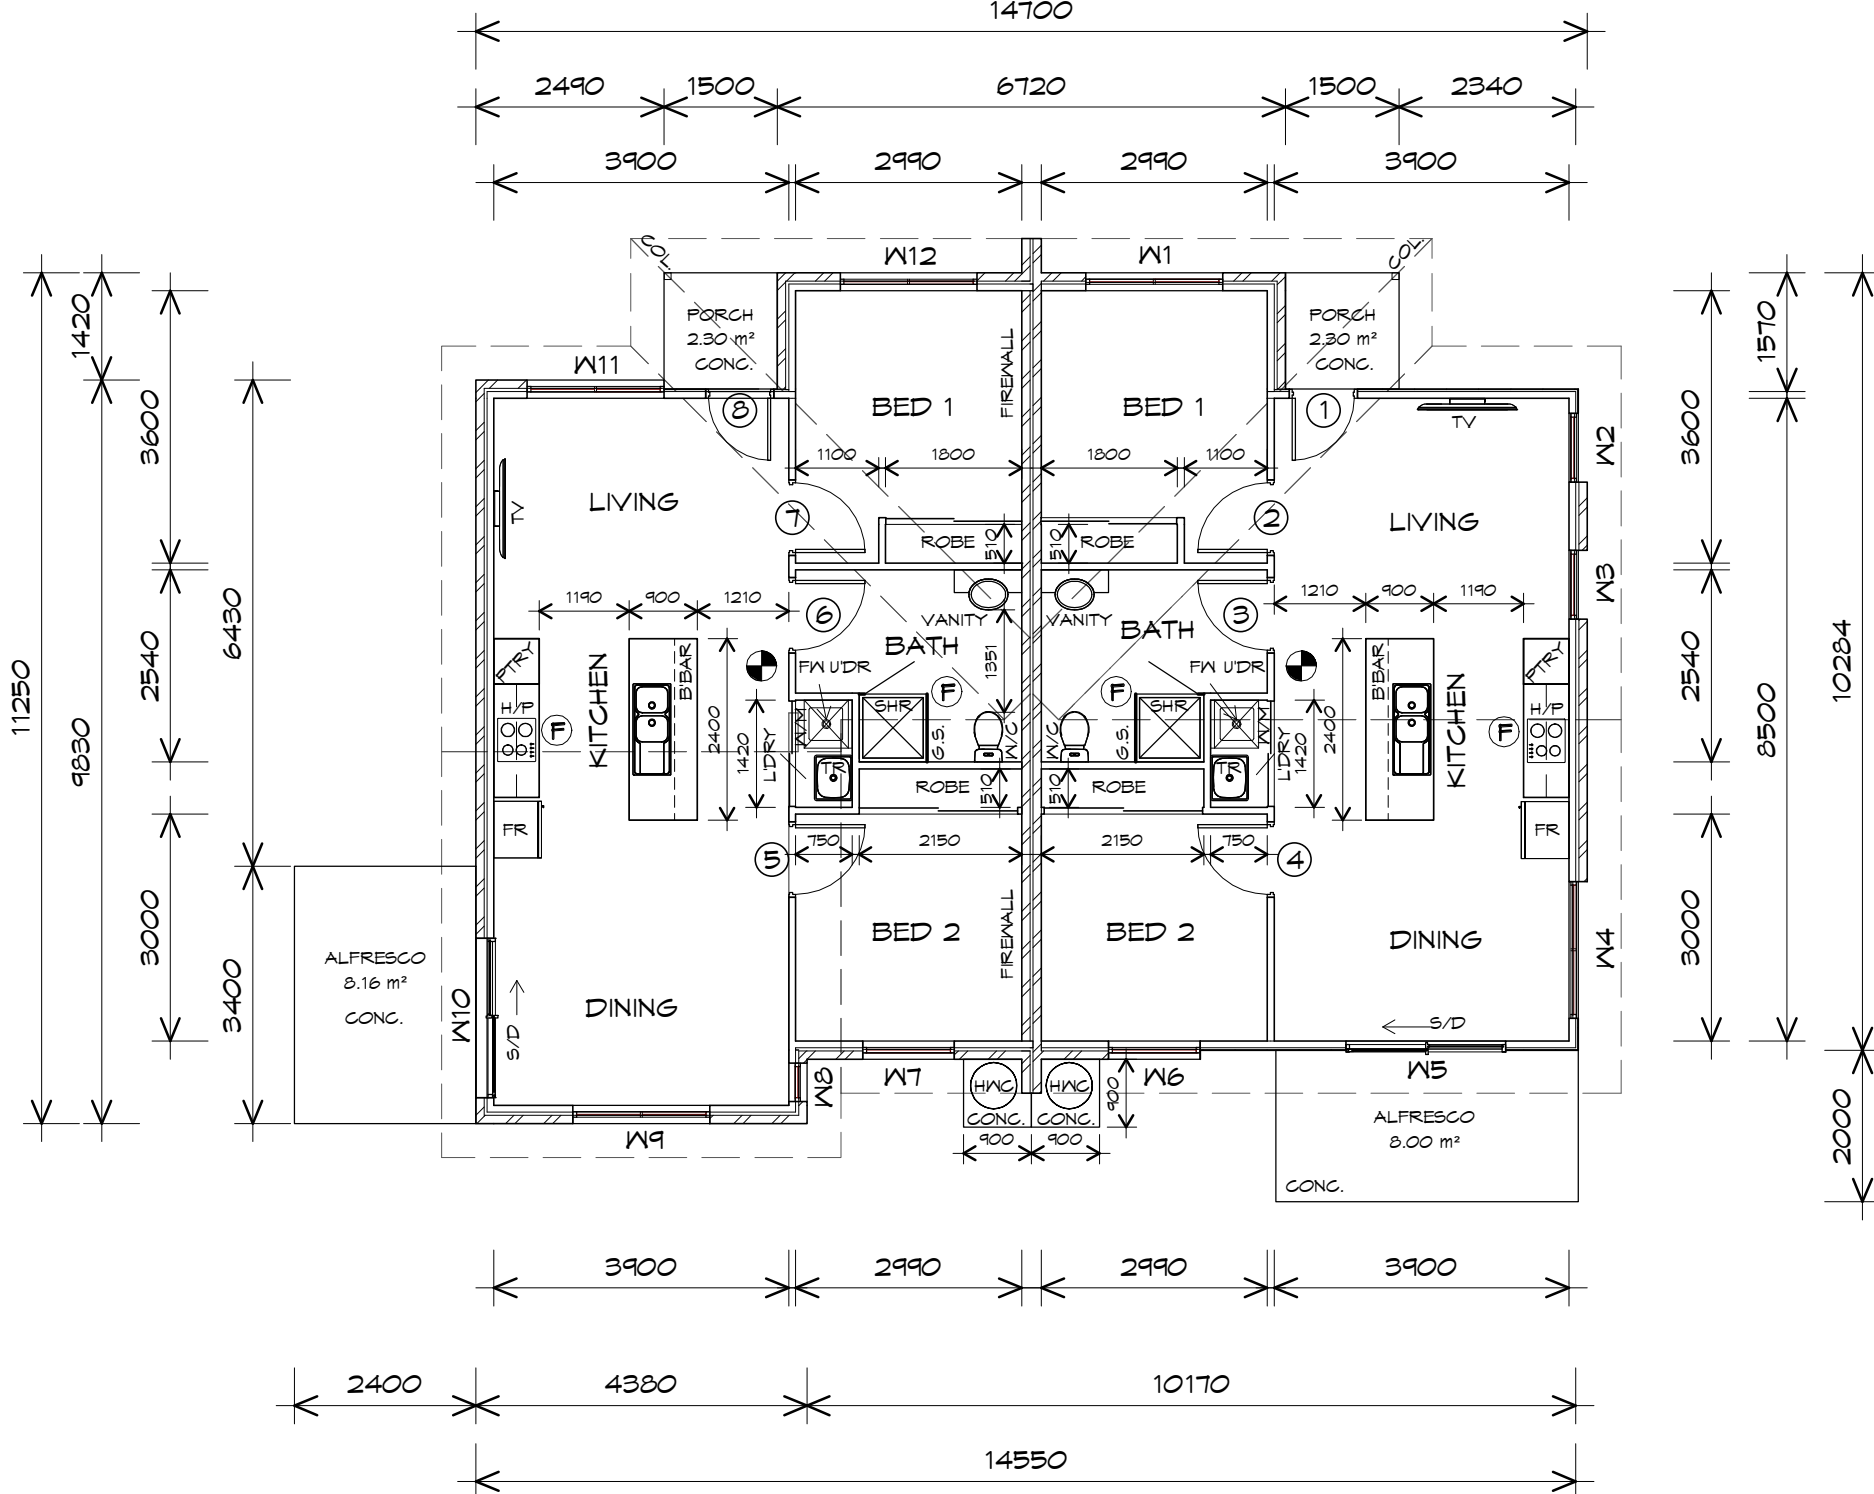 14700
2490 1500 6720 1500 2340
3900 2990 2990 3900
COL. W12 W1 COL.
1420 1570
PORCH PORCH
2.30 m² 2.30 m²
CONC. CONC.
W11
FIREWALL
3600 3600
8 BED 1 BED 1 1
TV
W2
1100 1800 1800 1100
LIVING LIVING
TV
7 2
ROBE 510 510 ROBE
W3
1190 900 1210 1210 900 1190
6 3
VANITY VANITY
BATH BATH
6430
2540 2540
10284
11250
9830
8500
PTRY B'BAR FW U'DR 1351 FW U'DR B'BAR PTRY
KITCHEN KITCHEN
H/P F F SHR G.S. W/C W/C G.S. SHR F F H/P
2400 1420 L'DRY WM WM L'DRY 1420 2400
TR TR
ROBE 510 510 ROBE
FR FR
5 750 2150 2150 750 4
3000 3000
BED 2 BED 2
FIREWALL
DINING
W4
ALFRESCO
8.16 m²
CONC.
3400
W10
DINING
S/D S/D
W8 W7 W6 W5
HWC HWC
CONC. CONC.
900
900 900
W9
ALFRESCO
8.00 m²
CONC.
2000
3900 2990 2990 3900
2400 4380 10170
14550